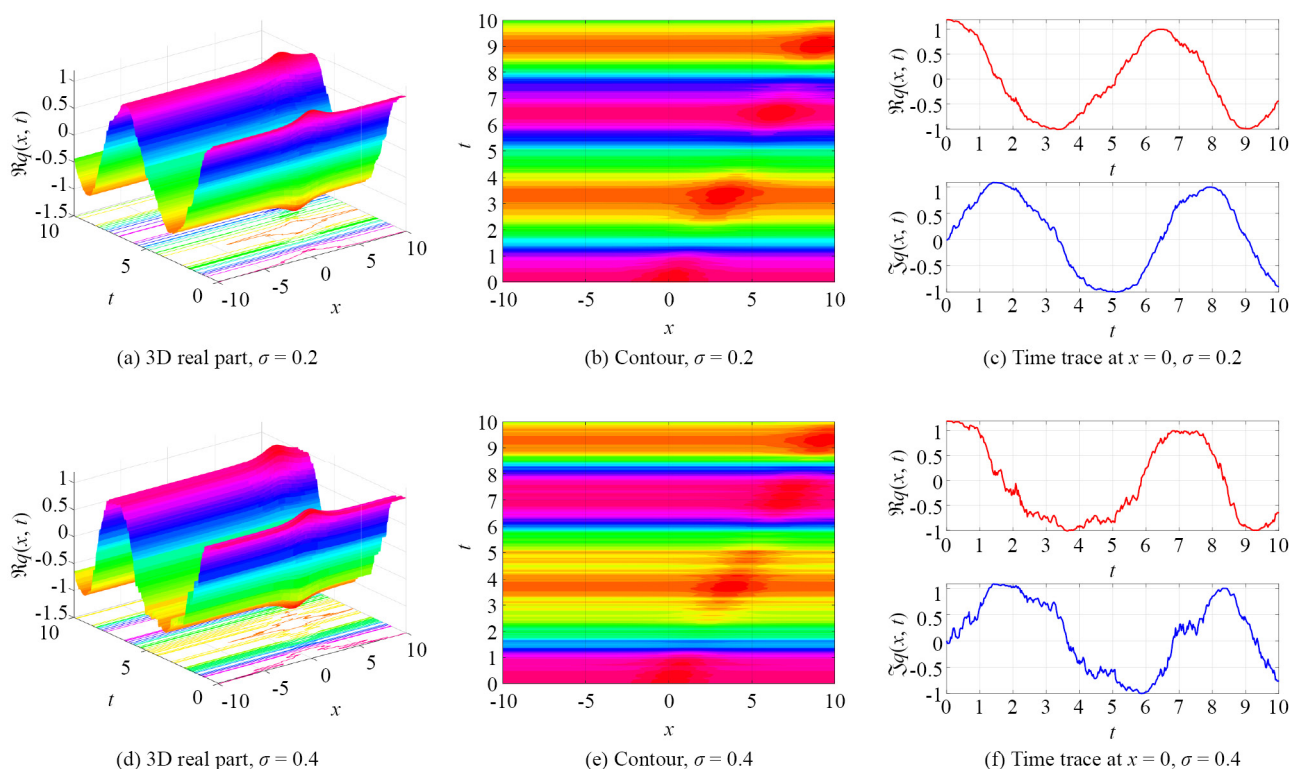 ℜq(x, t)
1
0.5
0
-0.5
-1
-1.5
10
5
0
t
-10
-5
0
5
10
x
(a) 3D real part, σ = 0.2
10
9
8
7
6
5
4
3
2
1
0
t
-10
-5
0
5
10
x
(b) Contour, σ = 0.2
ℜq(x, t)
1
0.5
0
-0.5
-1
0 1 2 3 4 5 6 7 8 9 10
t
ℑq(x, t)
1
0.5
0
-0.5
-1
0 1 2 3 4 5 6 7 8 9 10
t
(c) Time trace at x = 0, σ = 0.2
ℜq(x, t)
1
0.5
0
-0.5
-1
-1.5
10
5
0
t
-10
-5
0
5
10
x
(d) 3D real part, σ = 0.4
10
9
8
7
6
5
4
3
2
1
0
t
-10
-5
0
5
10
x
(e) Contour, σ = 0.4
ℜq(x, t)
1
0.5
0
-0.5
-1
0 1 2 3 4 5 6 7 8 9 10
t
ℑq(x, t)
1
0.5
0
-0.5
-1
0 1 2 3 4 5 6 7 8 9 10
t
(f) Time trace at x = 0, σ = 0.4